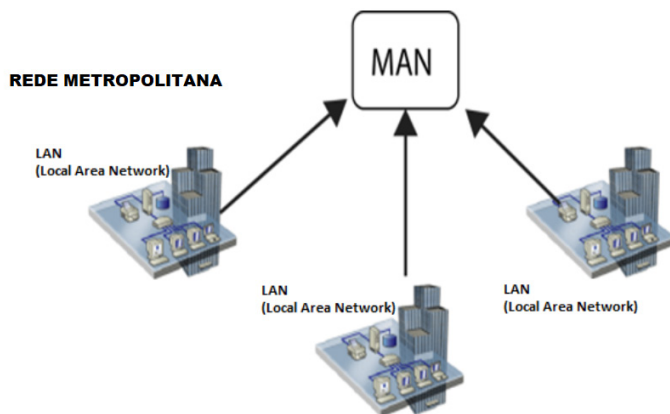 MAN
REDE METROPOLITANA
LAN
(Local Area Network)
LAN
(Local Area Network)
LAN
(Local Area Network)